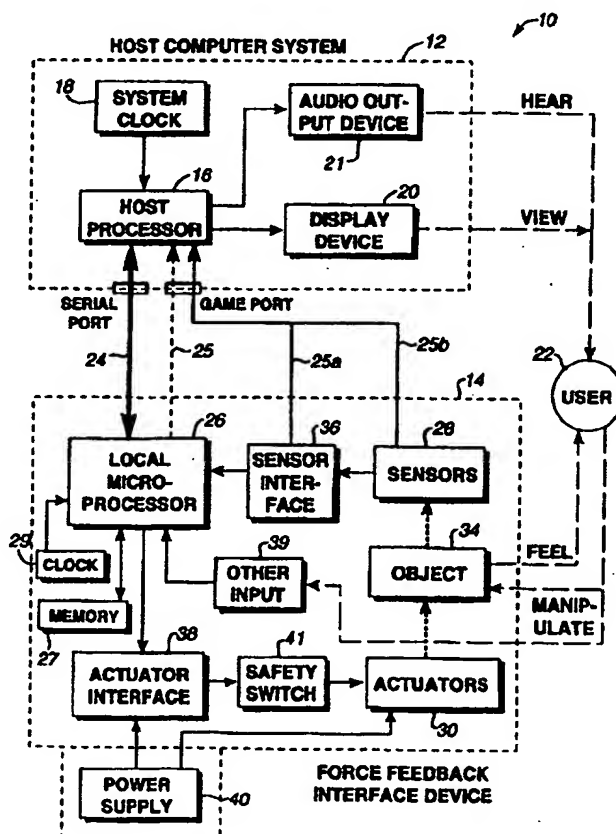 10
HOST COMPUTER SYSTEM
12
18
SYSTEM
CLOCK
AUDIO OUT-
PUT DEVICE
21
HEAR
16
HOST
PROCESSOR
20
DISPLAY
DEVICE
VIEW
SERIAL
PORT
GAME PORT
24
25
25a
25b
22
USER
14
26
LOCAL
MICRO-
PROCESSOR
36
SENSOR
INTER-
FACE
28
SENSORS
29
CLOCK
39
OTHER
INPUT
34
OBJECT
FEEL
MANIP-
ULATE
MEMORY
27
38
ACTUATOR
INTERFACE
41
SAFETY
SWITCH
ACTUATORS
30
POWER
SUPPLY
40
FORCE FEEDBACK
INTERFACE DEVICE